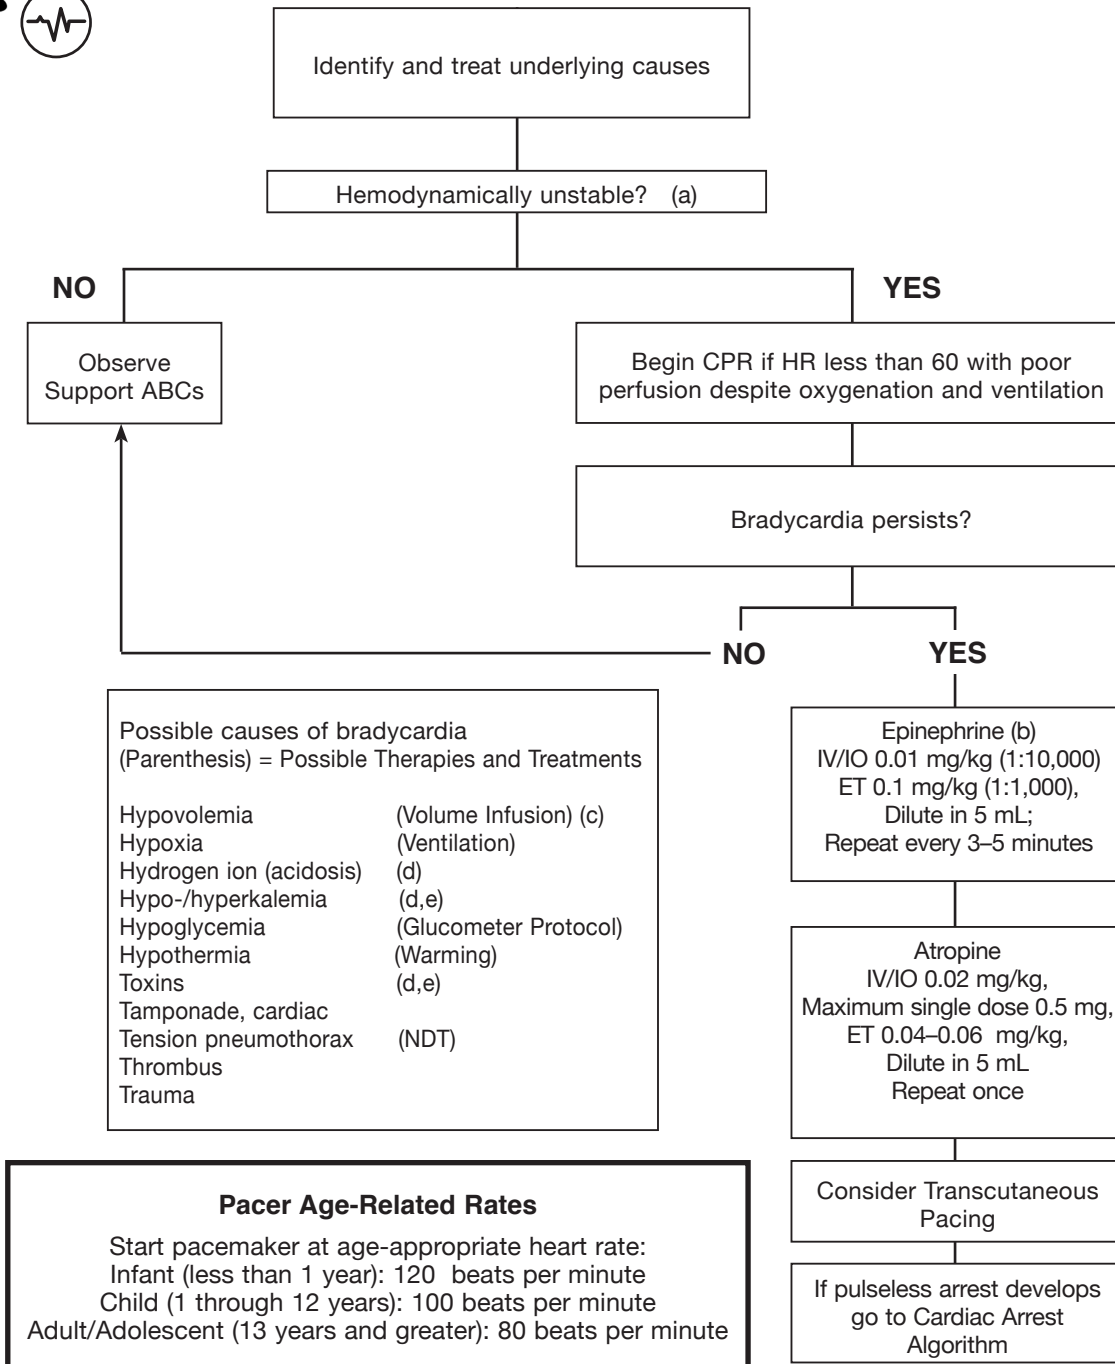 Identify and treat underlying causes
Hemodynamically unstable? (a)
NO
YES
Observe
Support ABCs
Begin CPR if HR less than 60 with poor
perfusion despite oxygenation and ventilation
Bradycardia persists?
NO
YES
Possible causes of bradycardia
(Parenthesis) = Possible Therapies and Treatments
Hypovolemia (Volume Infusion) (c)
Hypoxia (Ventilation)
Hydrogen ion (acidosis) (d)
Hypo-/hyperkalemia (d,e)
Hypoglycemia (Glucometer Protocol)
Hypothermia (Warming)
Toxins (d,e)
Tamponade, cardiac
Tension pneumothorax (NDT)
Thrombus
Trauma
Epinephrine (b)
IV/IO 0.01 mg/kg (1:10,000)
ET 0.1 mg/kg (1:1,000),
Dilute in 5 mL;
Repeat every 3–5 minutes
Atropine
IV/IO 0.02 mg/kg,
Maximum single dose 0.5 mg,
ET 0.04–0.06 mg/kg,
Dilute in 5 mL
Repeat once
Consider Transcutaneous
Pacing
If pulseless arrest develops
go to Cardiac Arrest
Algorithm
Pacer Age-Related Rates
Start pacemaker at age-appropriate heart rate:
Infant (less than 1 year): 120 beats per minute
Child (1 through 12 years): 100 beats per minute
Adult/Adolescent (13 years and greater): 80 beats per minute